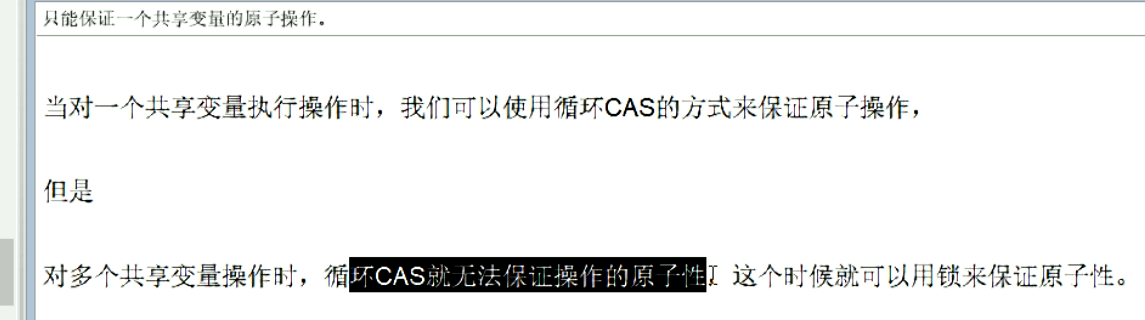 只能保证一个共享变量的原子操作。
当对一个共享变量执行操作时，我们可以使用循环CAS的方式来保证原子操作，
但是
对多个共享变量操作时，循环CAS就无法保证操作的原子性，这个时候就可以用锁来保证原子性。